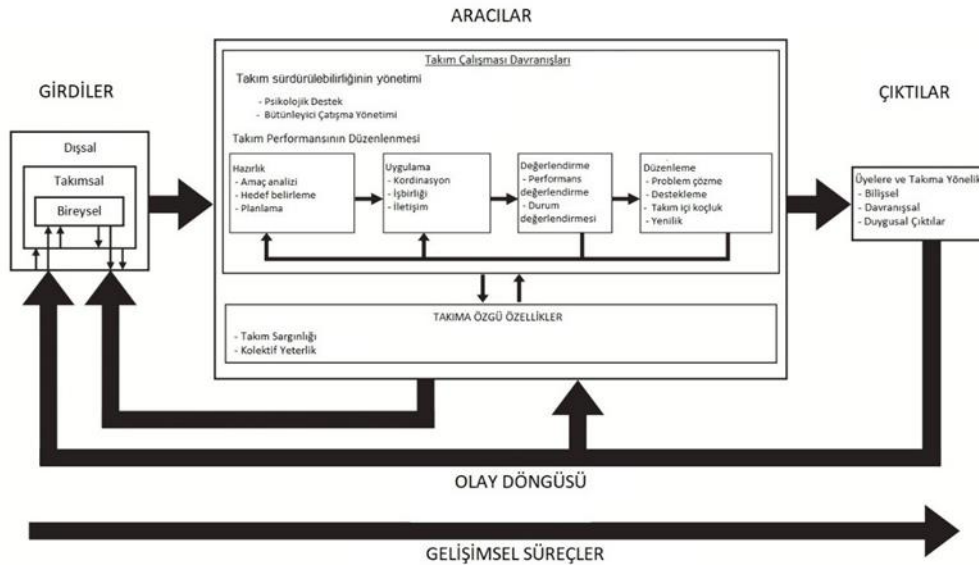 ARACILAR
GİRDİLER
Dışsal
Takımsal
Bireysel
Takım Çalışması Davranışları
Takım sürdürülebilirliğinin yönetimi
- Psikolojik Destek
- Bütünleyici Çatışma Yönetimi
Takım Performansının Düzenlenmesi
Hazırlık
- Amaç analizi
- Hedef belirleme
- Planlama
Uygulama
- Kordinasyon
- İşbirliği
- İletişim
Değerlendirme
- Performans
değerlendirme
- Durum
değerlendirmesi
Düzenleme
- Problem çözme
- Destekleme
- Takım içi koçluk
- Yenilik
TAKIMA ÖZGÜ ÖZELLİKLER
- Takım Sargınlığı
- Kolektif Yeterlik
ÇIKTILAR
Üyelere ve Takıma Yönelik
- Bilişsel
- Davranışsal
- Duygusal Çıktılar
OLAY DÖNGÜSÜ
GELİŞİMSEL SÜREÇLER